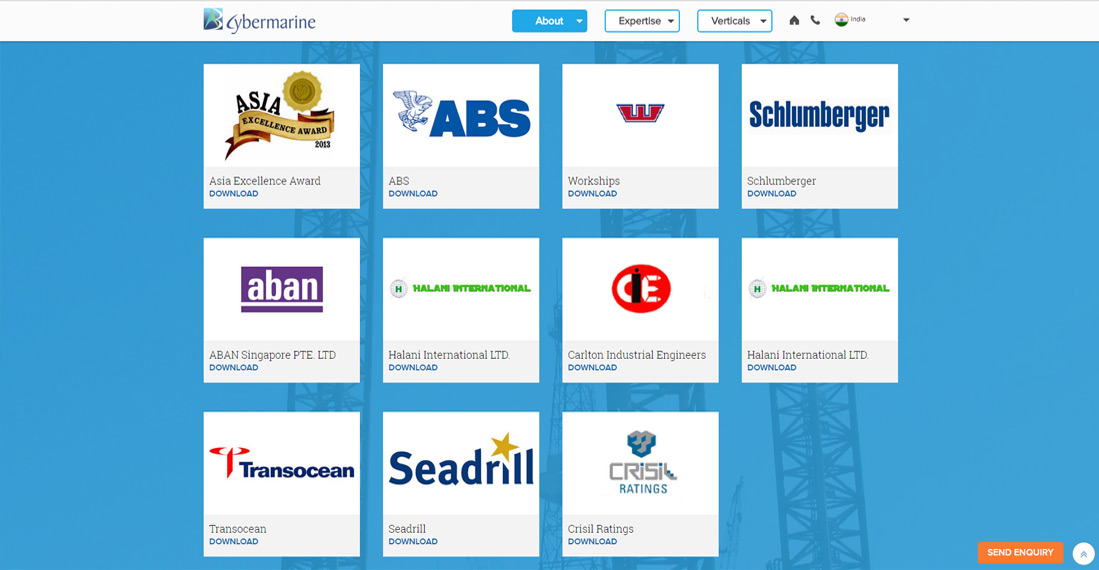 Cybermarine
About
Expertise
Verticals
India
ASIA
EXCELLENCE AWARD
2013
ABS
W
Schlumberger
Asia Excellence Award
ABS
Workships
Schlumberger
DOWNLOAD
DOWNLOAD
DOWNLOAD
DOWNLOAD
aban
H HALANI INTERNATIONAL
CIE
H HALANI INTERNATIONAL
ABAN Singapore PTE. LTD
Halani International LTD.
Carlton Industrial Engineers
Halani International LTD.
DOWNLOAD
DOWNLOAD
DOWNLOAD
DOWNLOAD
Transocean
Seadrill
CRISIL
RATINGS
Transocean
Seadrill
Crisil Ratings
DOWNLOAD
DOWNLOAD
DOWNLOAD
SEND ENQUIRY